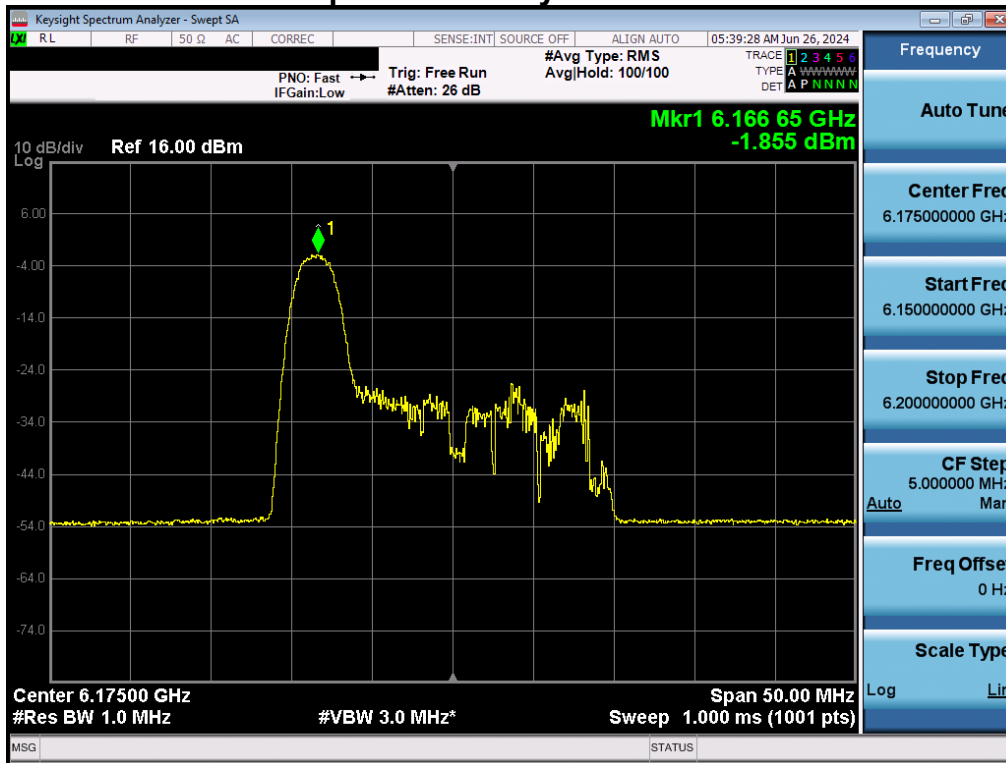 Keysight Spectrum Analyzer - Swept SA
LXI RL RF 50 Ω AC CORREC SENSE:INT SOURCE OFF ALIGN AUTO 05:39:28 AM Jun 26, 2024
PNO: Fast
IFGain:Low
Trig: Free Run
#Atten: 26 dB
#Avg Type: RMS
Avg|Hold: 100/100
TRACE 1 2 3 4 5 6
TYPE A WWWWW
DET A P N N N N
Mkr1 6.166 65 GHz
-1.855 dBm
10 dB/div Ref 16.00 dBm
Log
1
6.00
-4.00
-14.0
-24.0
-34.0
-44.0
-54.0
-64.0
-74.0
Center 6.17500 GHz Span 50.00 MHz
#Res BW 1.0 MHz #VBW 3.0 MHz* Sweep 1.000 ms (1001 pts)
MSG STATUS
Frequency
Auto Tune
Center Freq
6.175000000 GHz
Start Freq
6.150000000 GHz
Stop Freq
6.200000000 GHz
CF Step
5.000000 MHz
Auto Man
Freq Offset
0 Hz
Scale Type
Log Lin